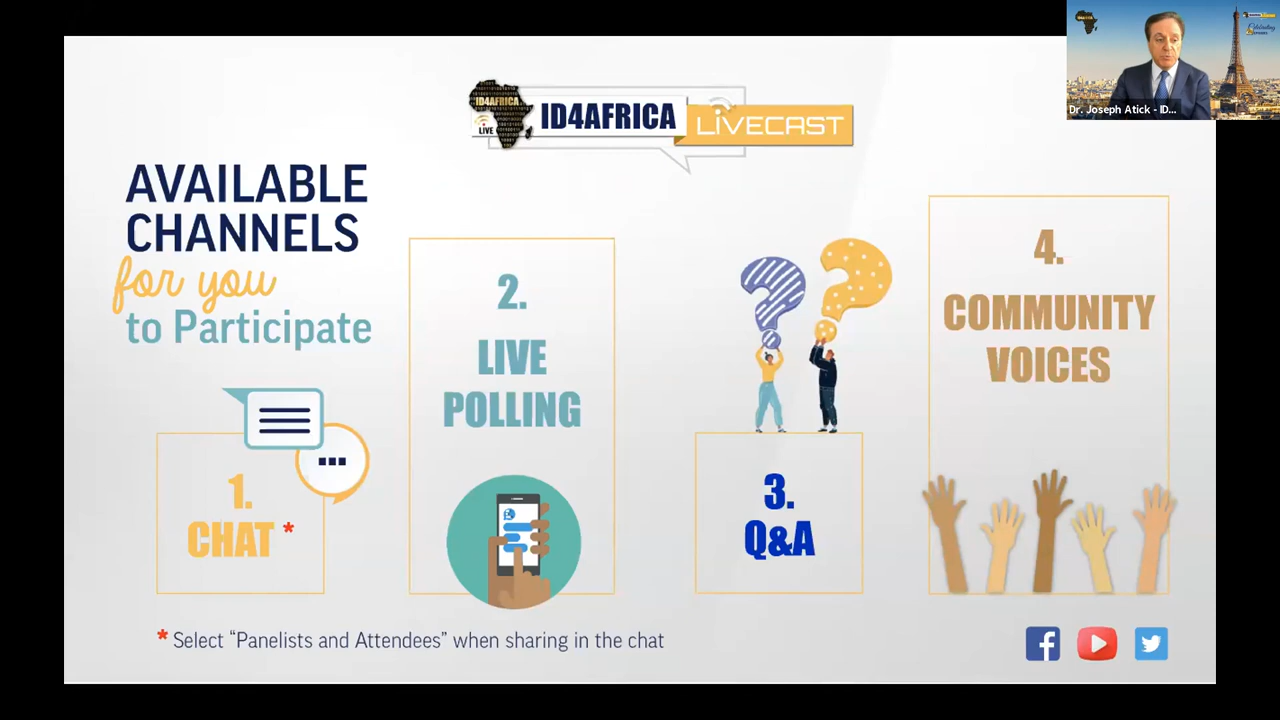 ID4AFRICA
LIVE
ID4AFRICA
LIVECAST
Dr. Joseph Atick - ID...
AVAILABLE
CHANNELS
for you
to Participate
1.
CHAT *
2.
LIVE
POLLING
3.
Q&A
4.
COMMUNITY
VOICES
* Select “Panelists and Attendees” when sharing in the chat